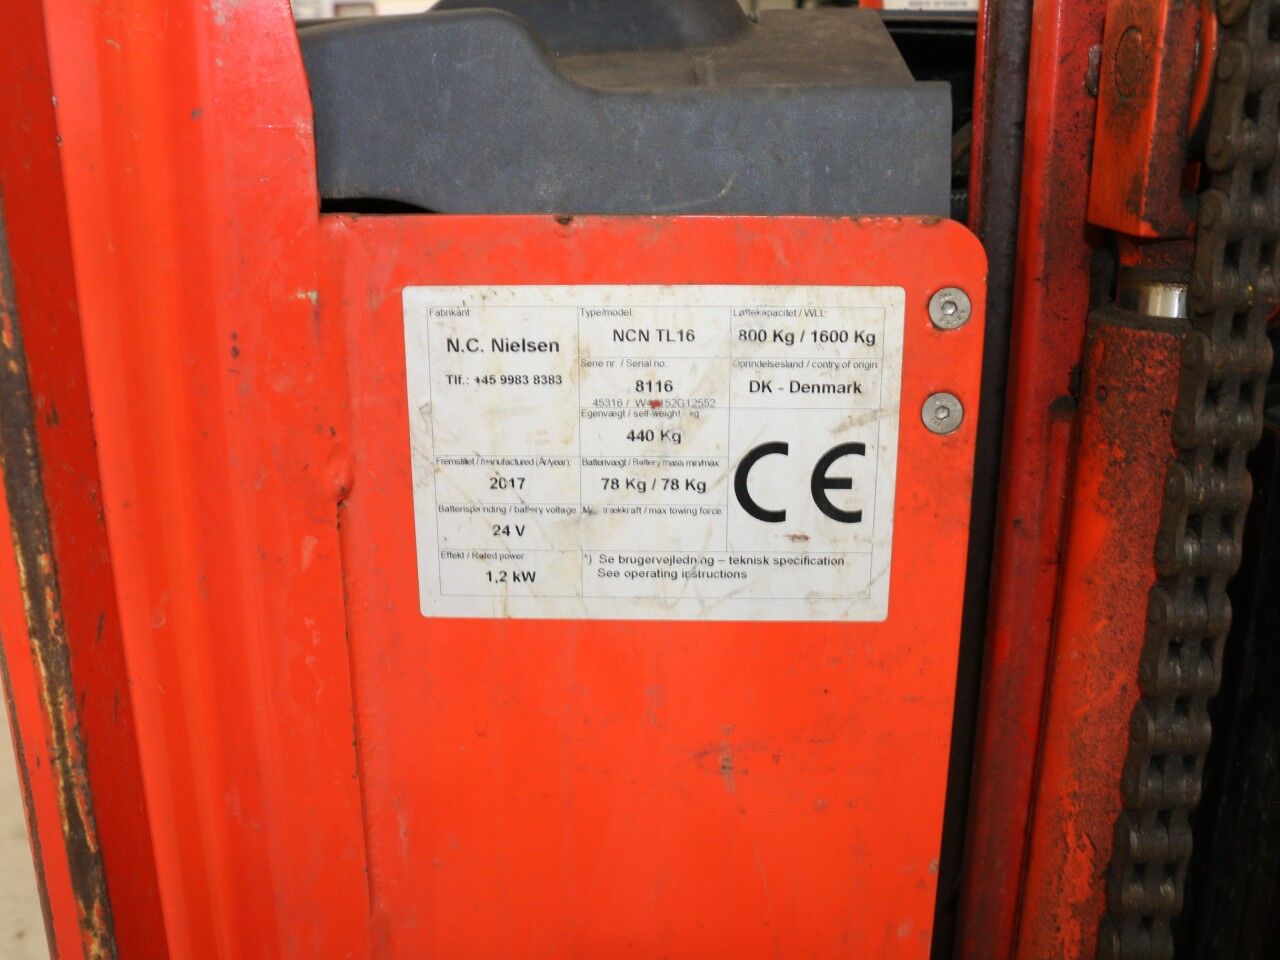 Fabrikant:
N.C. Nielsen
Tlf.: +45 9983 8383
Type/model:
NCN TL16
Løftekapacitet / WLL:
800 Kg / 1600 Kg
Serie nr. / Serial no.:
8116
45316 /
Oprindelsesland / contry of origin
DK - Denmark
Egenvægt / self-weight - kg
440 Kg
Fremstillet / manufactured (År/year):
2017
Batterivægt / Battery mass min/max
78 Kg / 78 Kg
CE
Batterispænding / battery voltage
24 V
trækkraft / max towing force
Effekt / Rated power
1,2 kW
*) Se brugervejledning – teknisk specification
See operating instructions